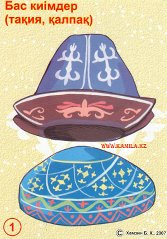 Бас киімдер
(тақия, қалпақ)
www.KAMILA.KZ
1
© Хамзин Б. К., 2007